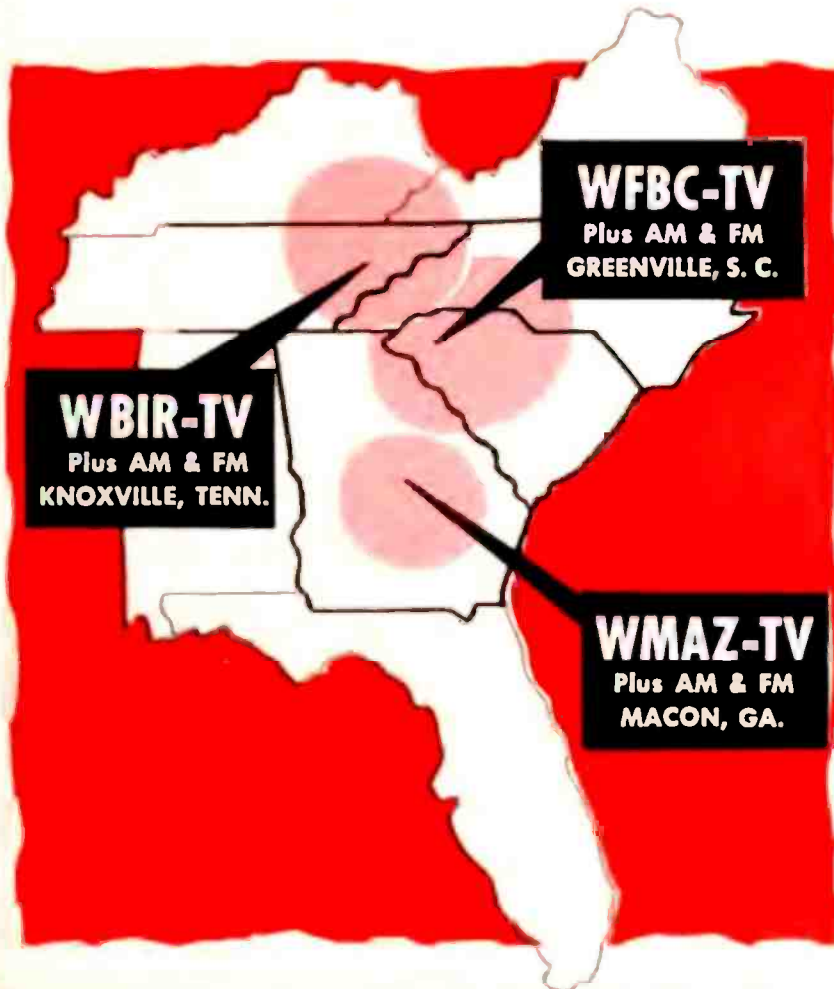 WFBC-TV
Plus AM & FM
GREENVILLE, S. C.
WBIR-TV
Plus AM & FM
KNOXVILLE, TENN.
WMAZ-TV
Plus AM & FM
MACON, GA.